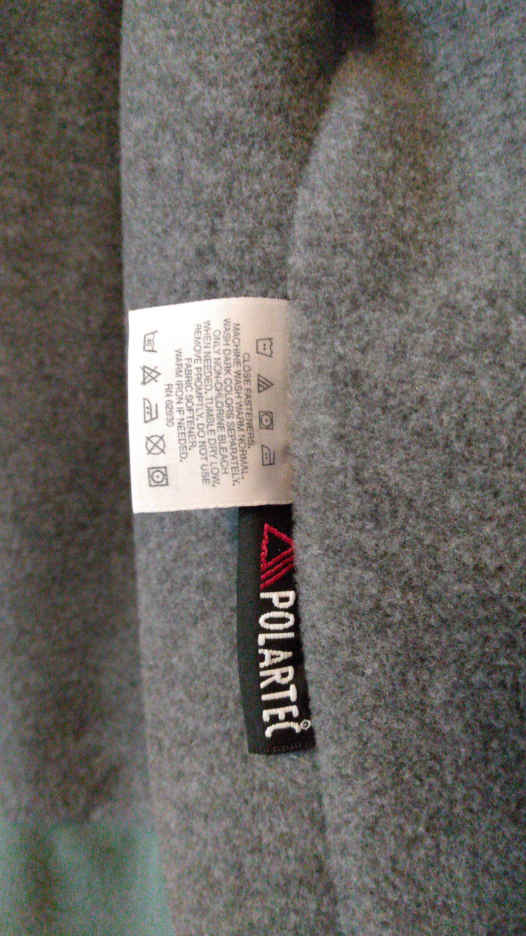 CLOSE FASTENERS.
MACHINE WASH WARM NORMAL.
WASH DARK COLORS SEPARATELY.
ONLY NON-CHLORINE BLEACH
WHEN NEEDED. TUMBLE DRY LOW.
REMOVE PROMPTLY. DO NOT USE
FABRIC SOFTENER.
WARM IRON IF NEEDED.
RN 62930
POLARTEC